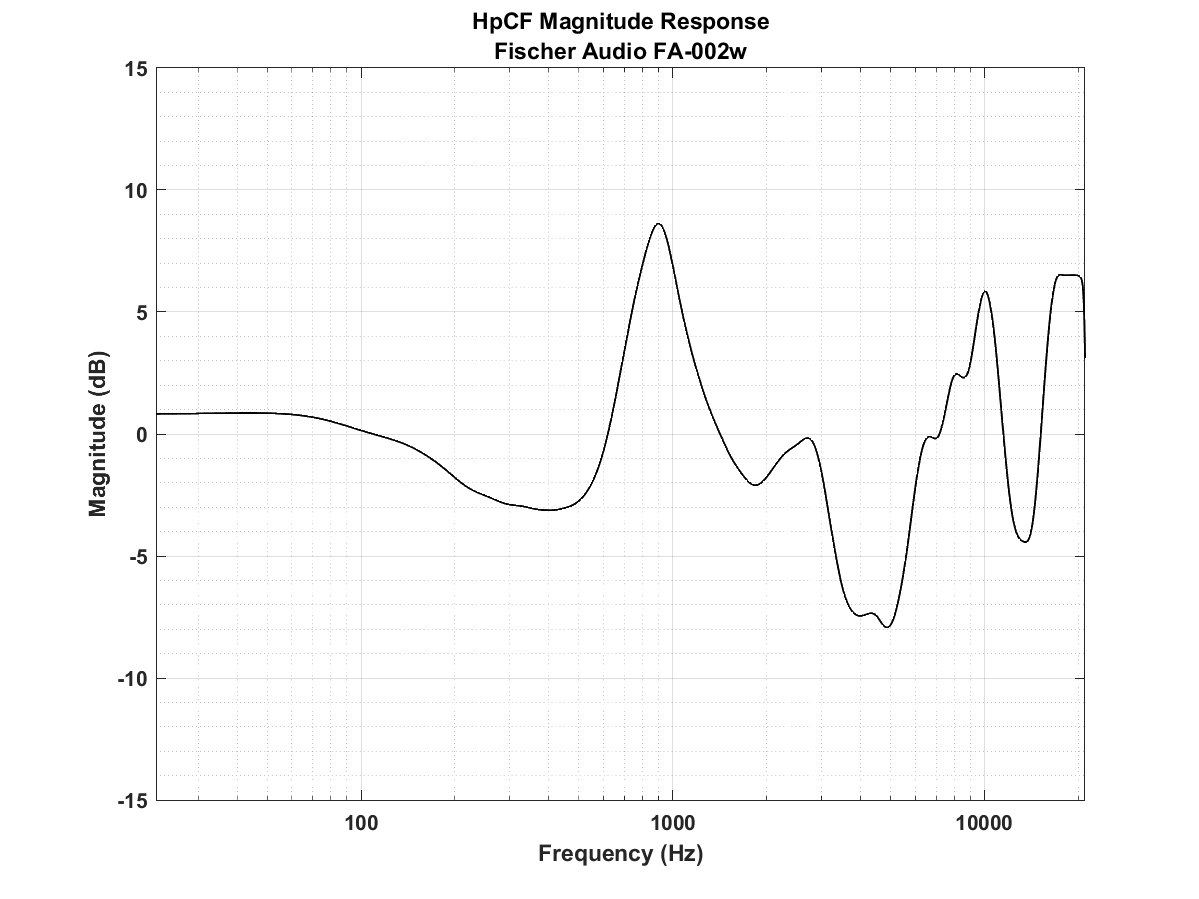 HpCF Magnitude Response
Fischer Audio FA-002w
15
10
5
0
-5
-10
-15
Magnitude (dB)
100 1000 10000
Frequency (Hz)